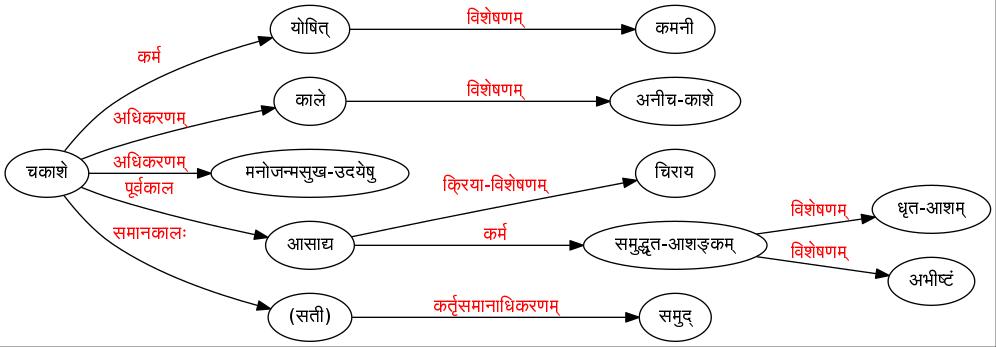 योषित्
विशेषणम्
कमनी
कर्म
काले
विशेषणम्
अनीच-काशे
अधिकरणम्
चकाशे
अधिकरणम्
मनोजन्मसुख-उदयेषु
पूर्वकाल
आसाद्य
क्रिया-विशेषणम्
चिराय
कर्म
समुद्धृत-आशङ्कम्
विशेषणम्
धृत-आशम्
विशेषणम्
अभीष्टं
समानकालः
(सती)
कर्तृसमानाधिकरणम्
समुद्